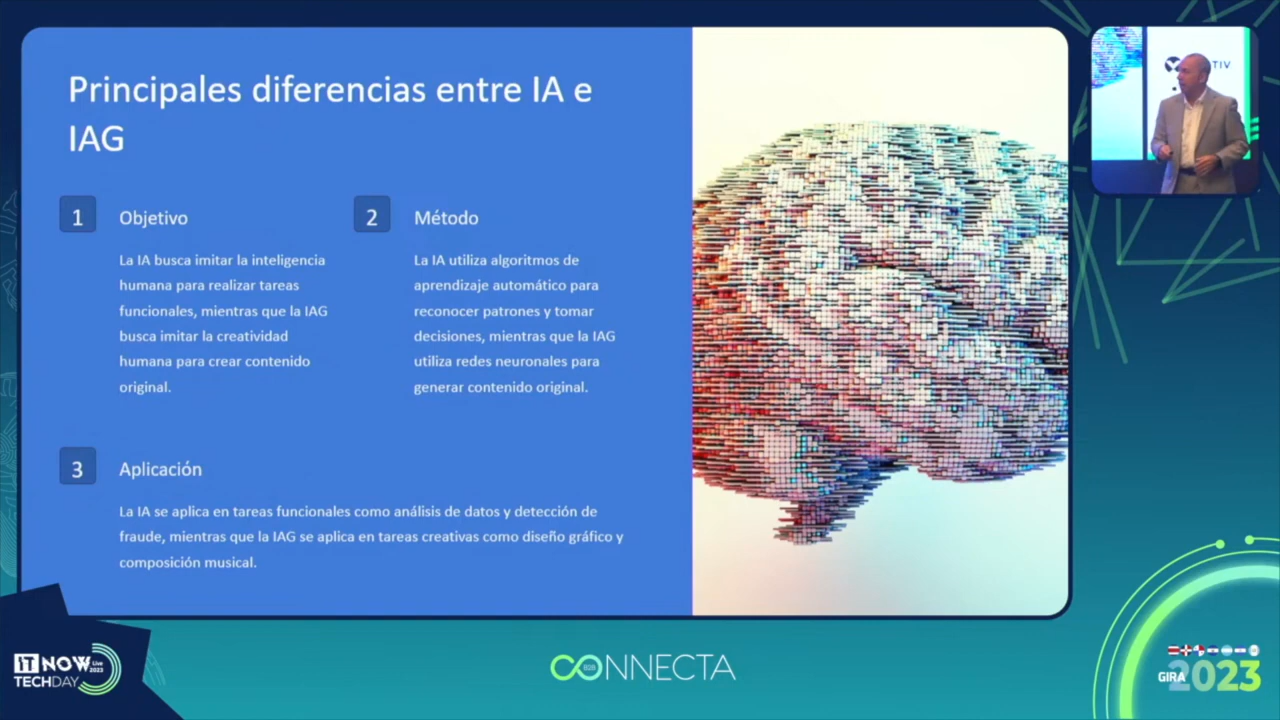 Principales diferencias entre IA e
IAG
1
Objetivo
La IA busca imitar la inteligencia
humana para realizar tareas
funcionales, mientras que la IAG
busca imitar la creatividad
humana para crear contenido
original.
2
Método
La IA utiliza algoritmos de
aprendizaje automático para
reconocer patrones y tomar
decisiones, mientras que la IAG
utiliza redes neuronales para
generar contenido original.
3
Aplicación
La IA se aplica en tareas funcionales como análisis de datos y detección de
fraude, mientras que la IAG se aplica en tareas creativas como diseño gráfico y
composición musical.
TIV
IT NOW Live 2023
TECHDAY
B2B
CONNECTA
GIRA 2023